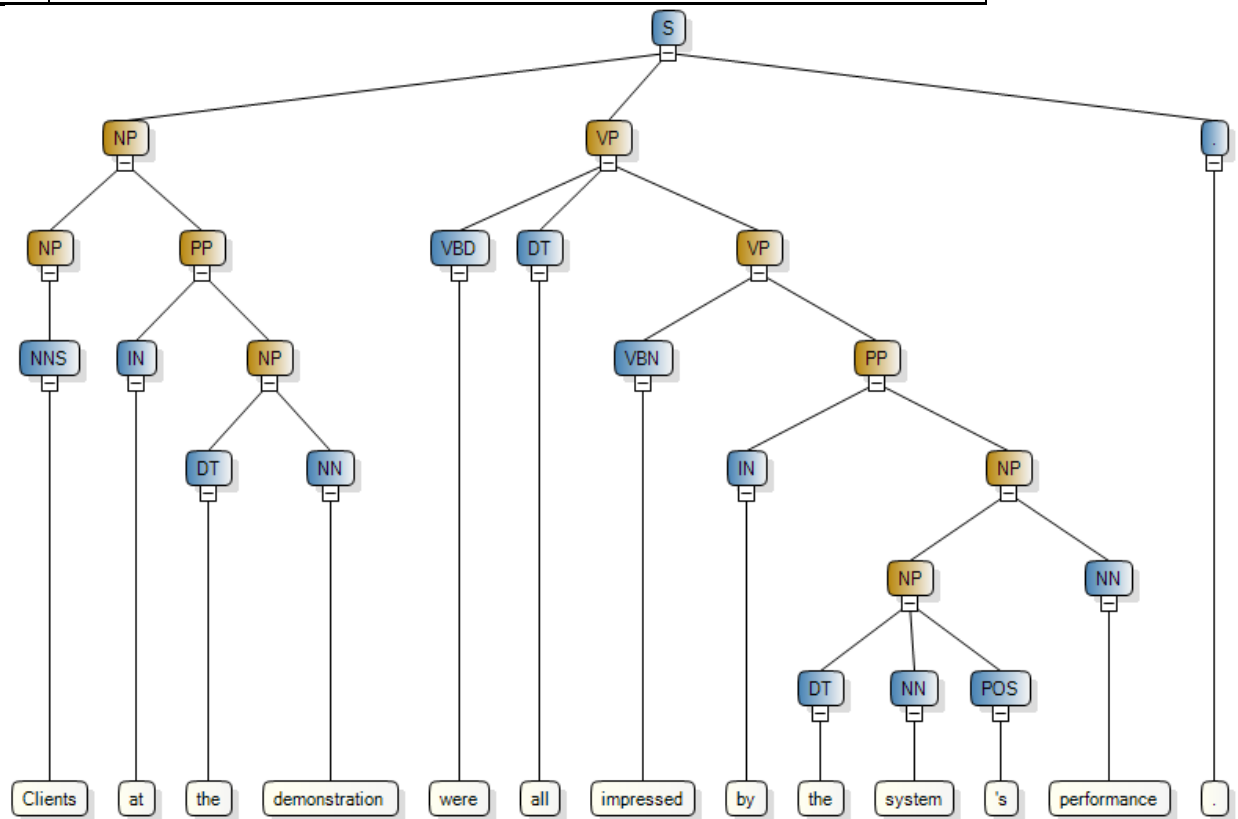 S
NP VP .
NP PP VBD DT VP
NNS IN NP VBN PP
DT NN IN NP
NP NN
DT NN POS
Clients at the demonstration were all impressed by the system 's performance .